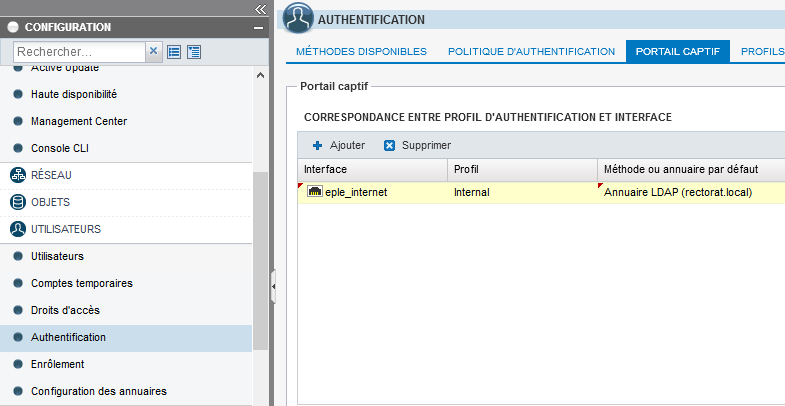 CONFIGURATION
Rechercher...
Active Update
Haute disponibilité
Management Center
Console CLI
RÉSEAU
OBJETS
UTILISATEURS
Utilisateurs
Comptes temporaires
Droits d'accès
Authentification
Enrôlement
Configuration des annuaires
AUTHENTIFICATION
MÉTHODES DISPONIBLES POLITIQUE D'AUTHENTIFICATION PORTAIL CAPTIF PROFILS
Portail captif
CORRESPONDANCE ENTRE PROFIL D'AUTHENTIFICATION ET INTERFACE
Ajouter Supprimer
Interface Profil Méthode ou annuaire par défaut
eple_internet Internal Annuaire LDAP (rectorat.local)